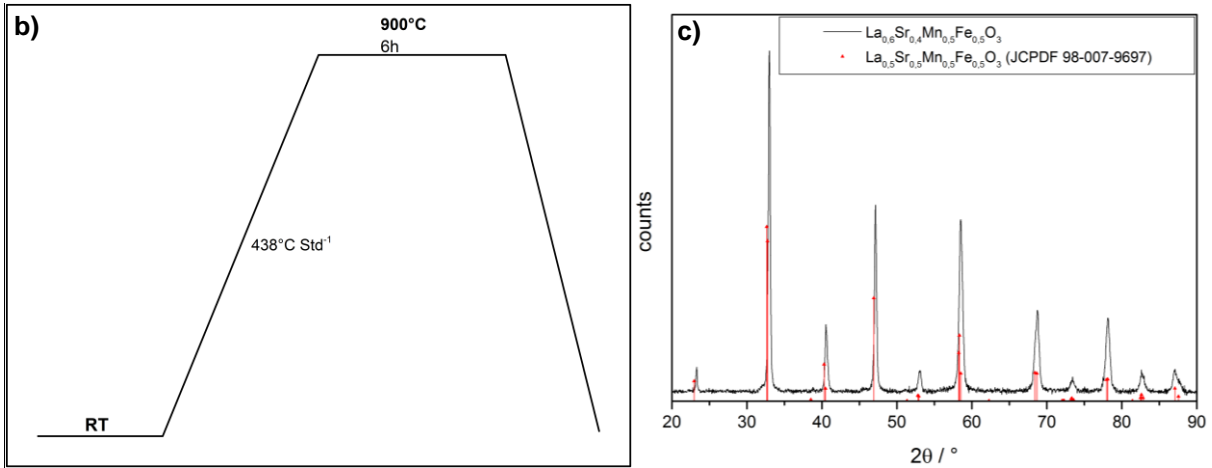 b)
900°C
6h
438°C Std⁻¹
RT
c)
La₀,₆Sr₀,₄Mn₀,₅Fe₀,₅O₃
La₀,₅Sr₀,₅Mn₀,₅Fe₀,₅O₃ (JCPDF 98-007-9697)
counts
20 30 40 50 60 70 80 90
2θ / °